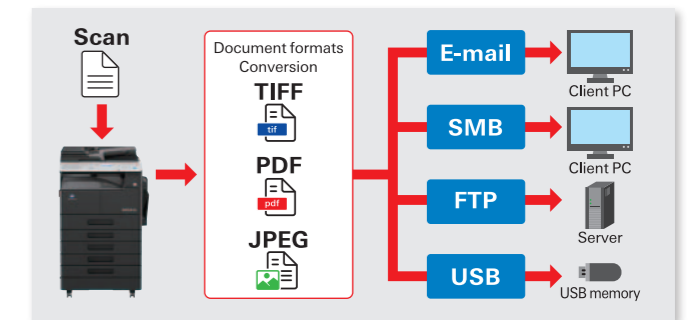 Scan
Document formats
Conversion
TIFF
tif
PDF
pdf
JPEG
E-mail
Client PC
SMB
Client PC
FTP
Server
USB
USB memory